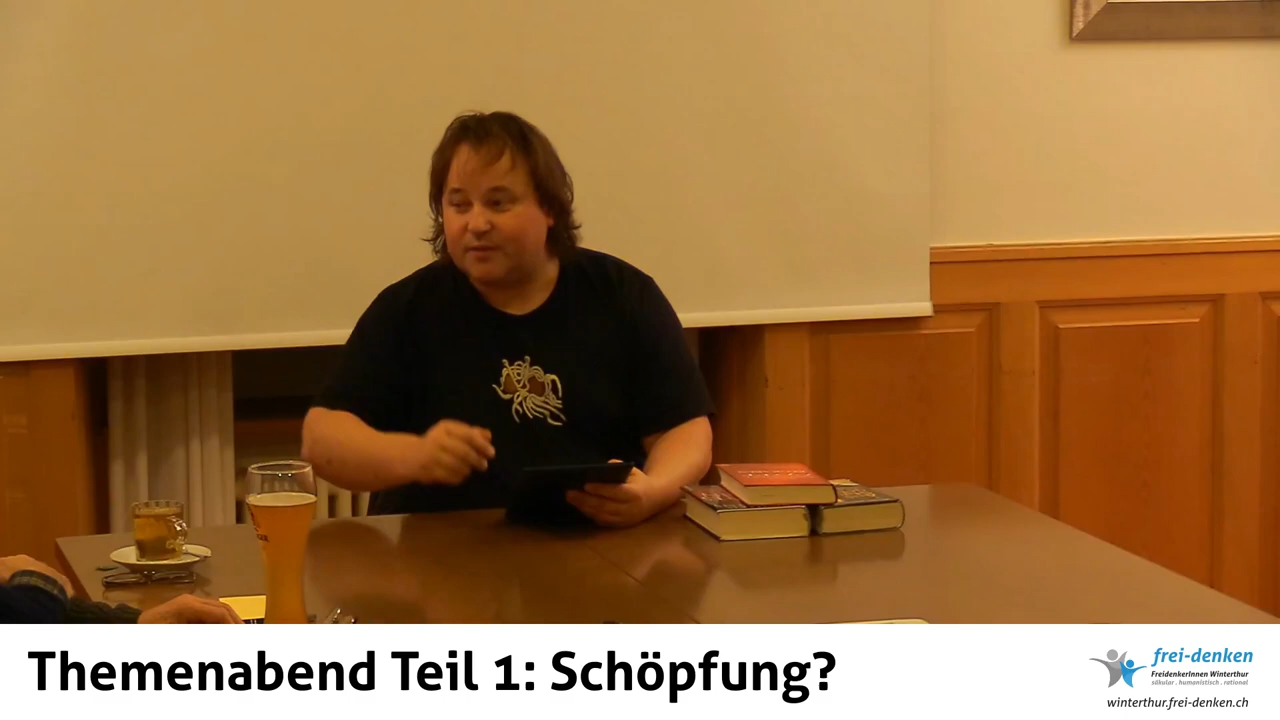 Themenabend Teil 1: Schöpfung?
frei-denken
FreidenkerInnen Winterthur
säkular . humanistisch . rational
winterthur.frei-denken.ch